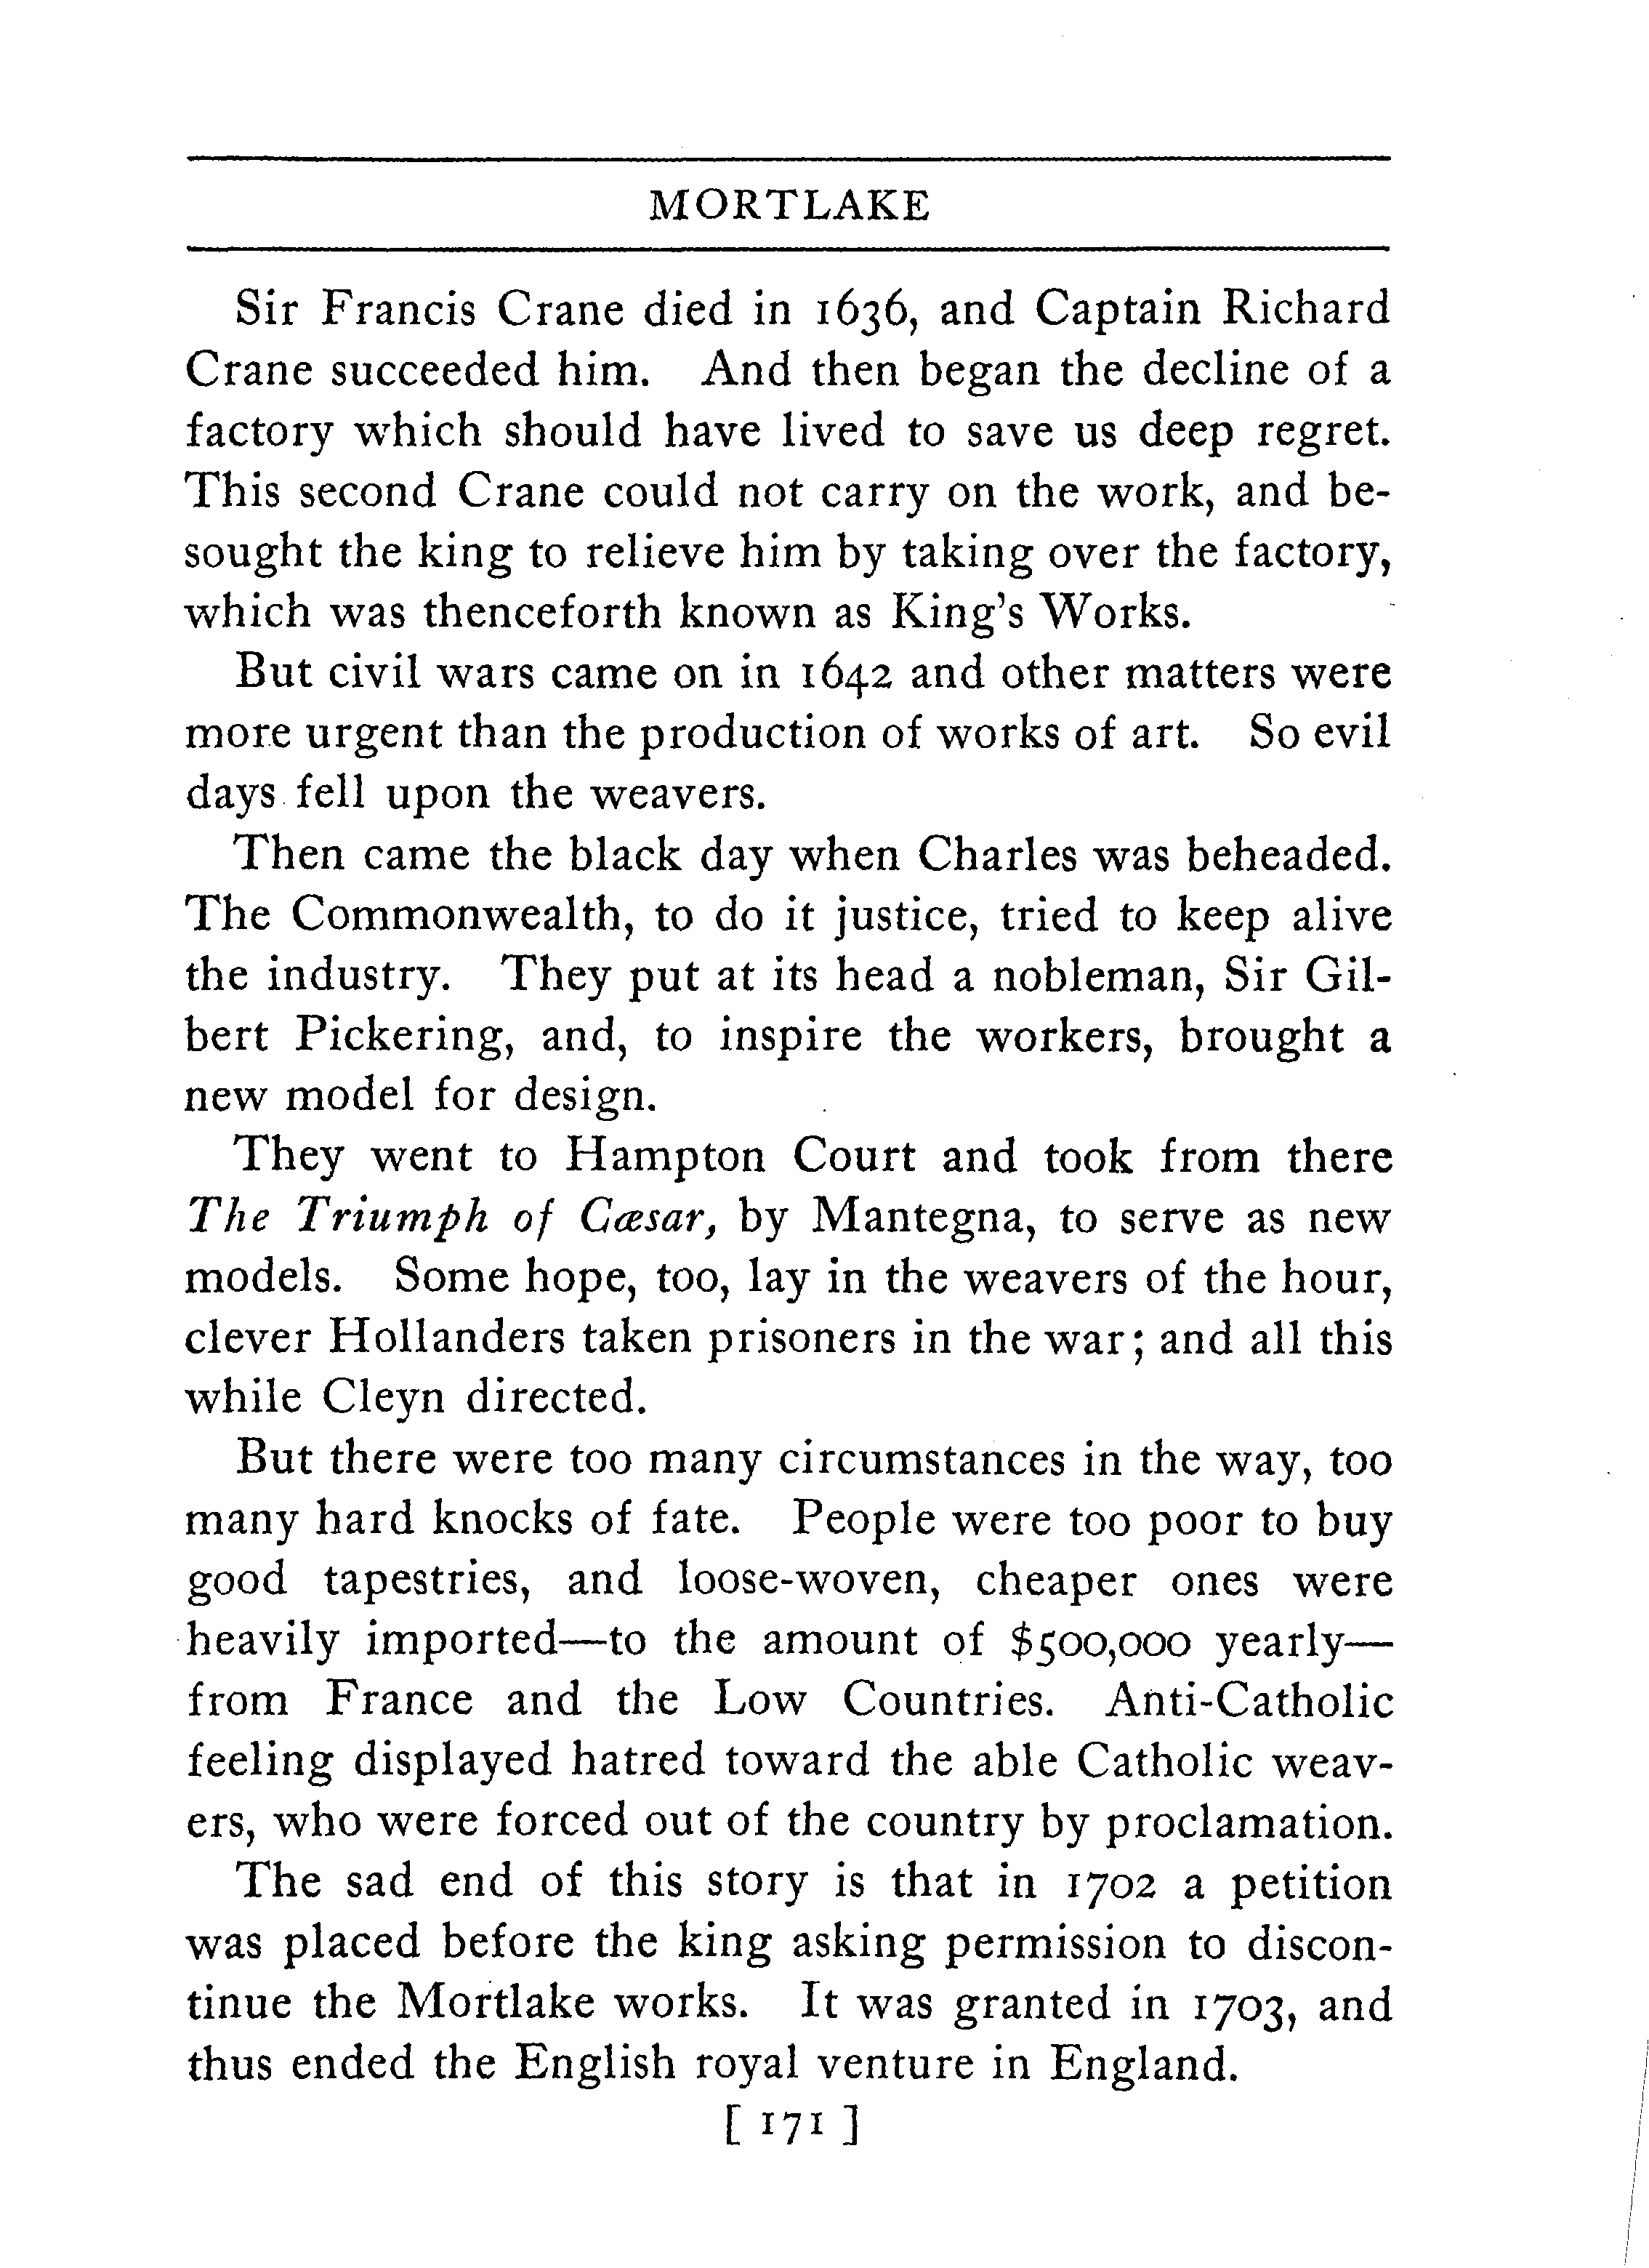 MORTLAKE
Sir Francis Crane died in 1636, and Captain Richard
Crane succeeded him. And then began the decline of a
factory which should have lived to save us deep regret.
This second Crane could not carry on the work, and be-
sought the king to relieve him by taking over the factory,
which was thenceforth known as King's Works.
But civil wars came on in 1642 and other matters were
more urgent than the production of works of art. So evil
days fell upon the weavers.
Then came the black day when Charles was beheaded.
The Commonwealth, to do it justice, tried to keep alive
the industry. They put at its head a nobleman, Sir Gil-
bert Pickering, and, to inspire the workers, brought a
new model for design.
They went to Hampton Court and took from there
The Triumph of Cæsar, by Mantegna, to serve as new
models. Some hope, too, lay in the weavers of the hour,
clever Hollanders taken prisoners in the war; and all this
while Cleyn directed.
But there were too many circumstances in the way, too
many hard knocks of fate. People were too poor to buy
good tapestries, and loose-woven, cheaper ones were
heavily imported—to the amount of $500,000 yearly—
from France and the Low Countries. Anti-Catholic
feeling displayed hatred toward the able Catholic weav-
ers, who were forced out of the country by proclamation.
The sad end of this story is that in 1702 a petition
was placed before the king asking permission to discon-
tinue the Mortlake works. It was granted in 1703, and
thus ended the English royal venture in England.
[ 171 ]